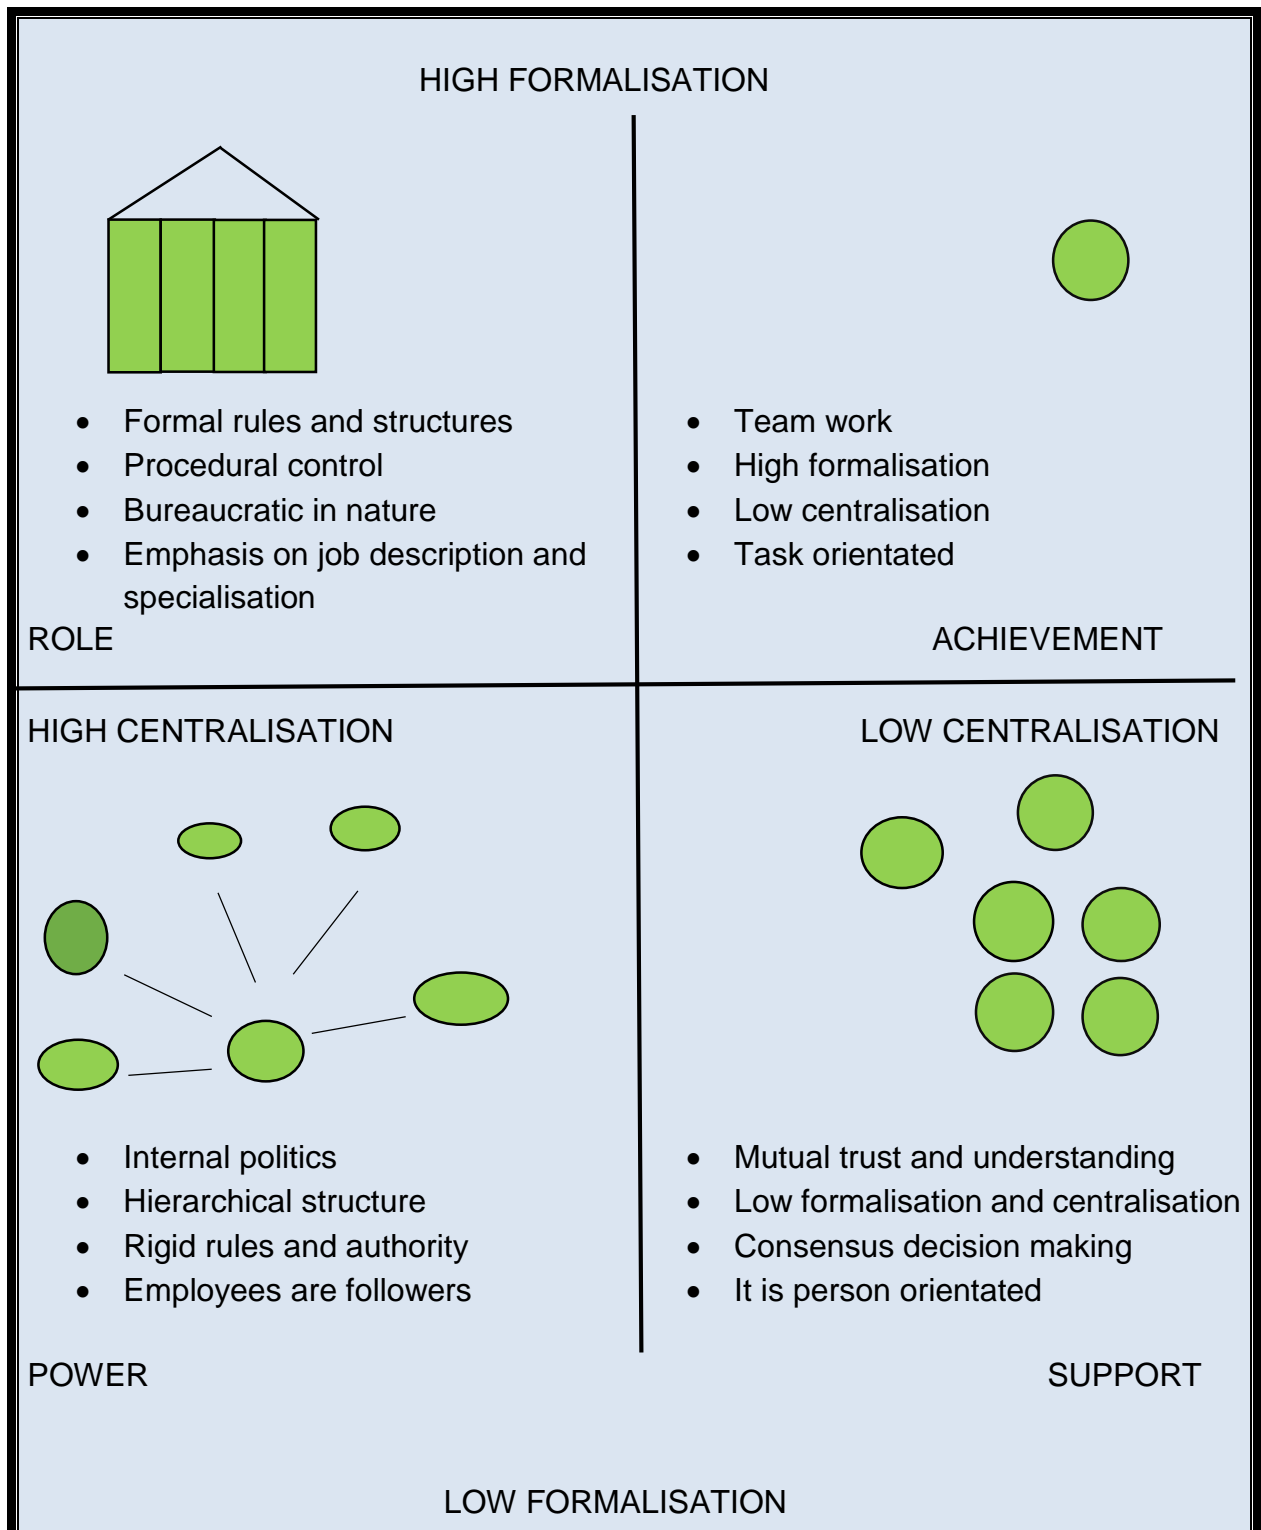 HIGH FORMALISATION
• Formal rules and structures
• Procedural control
• Bureaucratic in nature
• Emphasis on job description and
specialisation
ROLE
• Team work
• High formalisation
• Low centralisation
• Task orientated
ACHIEVEMENT
HIGH CENTRALISATION
LOW CENTRALISATION
• Internal politics
• Hierarchical structure
• Rigid rules and authority
• Employees are followers
POWER
• Mutual trust and understanding
• Low formalisation and centralisation
• Consensus decision making
• It is person orientated
SUPPORT
LOW FORMALISATION